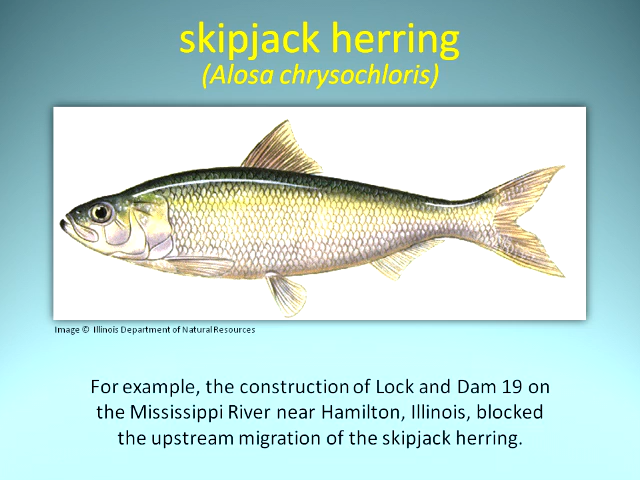 skipjack herring
(Alosa chrysochloris)
Image © Illinois Department of Natural Resources
For example, the construction of Lock and Dam 19 on
the Mississippi River near Hamilton, Illinois, blocked
the upstream migration of the skipjack herring.